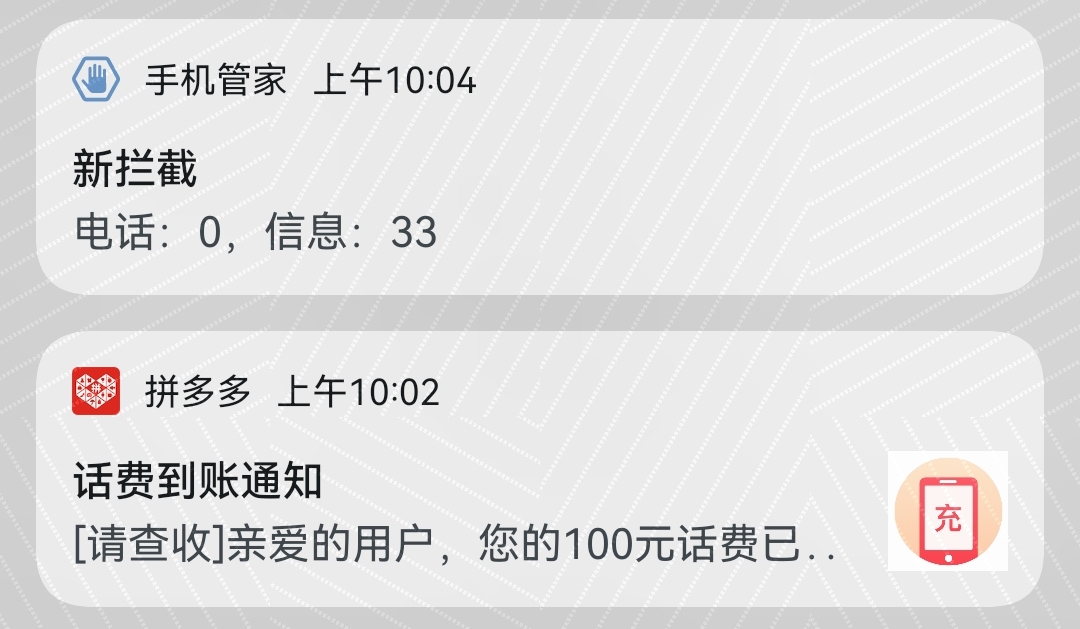 手机管家 上午10:04
新拦截
电话：0，信息：33
拼多多 上午10:02
话费到账通知
[请查收]亲爱的用户，您的100元话费已..
充